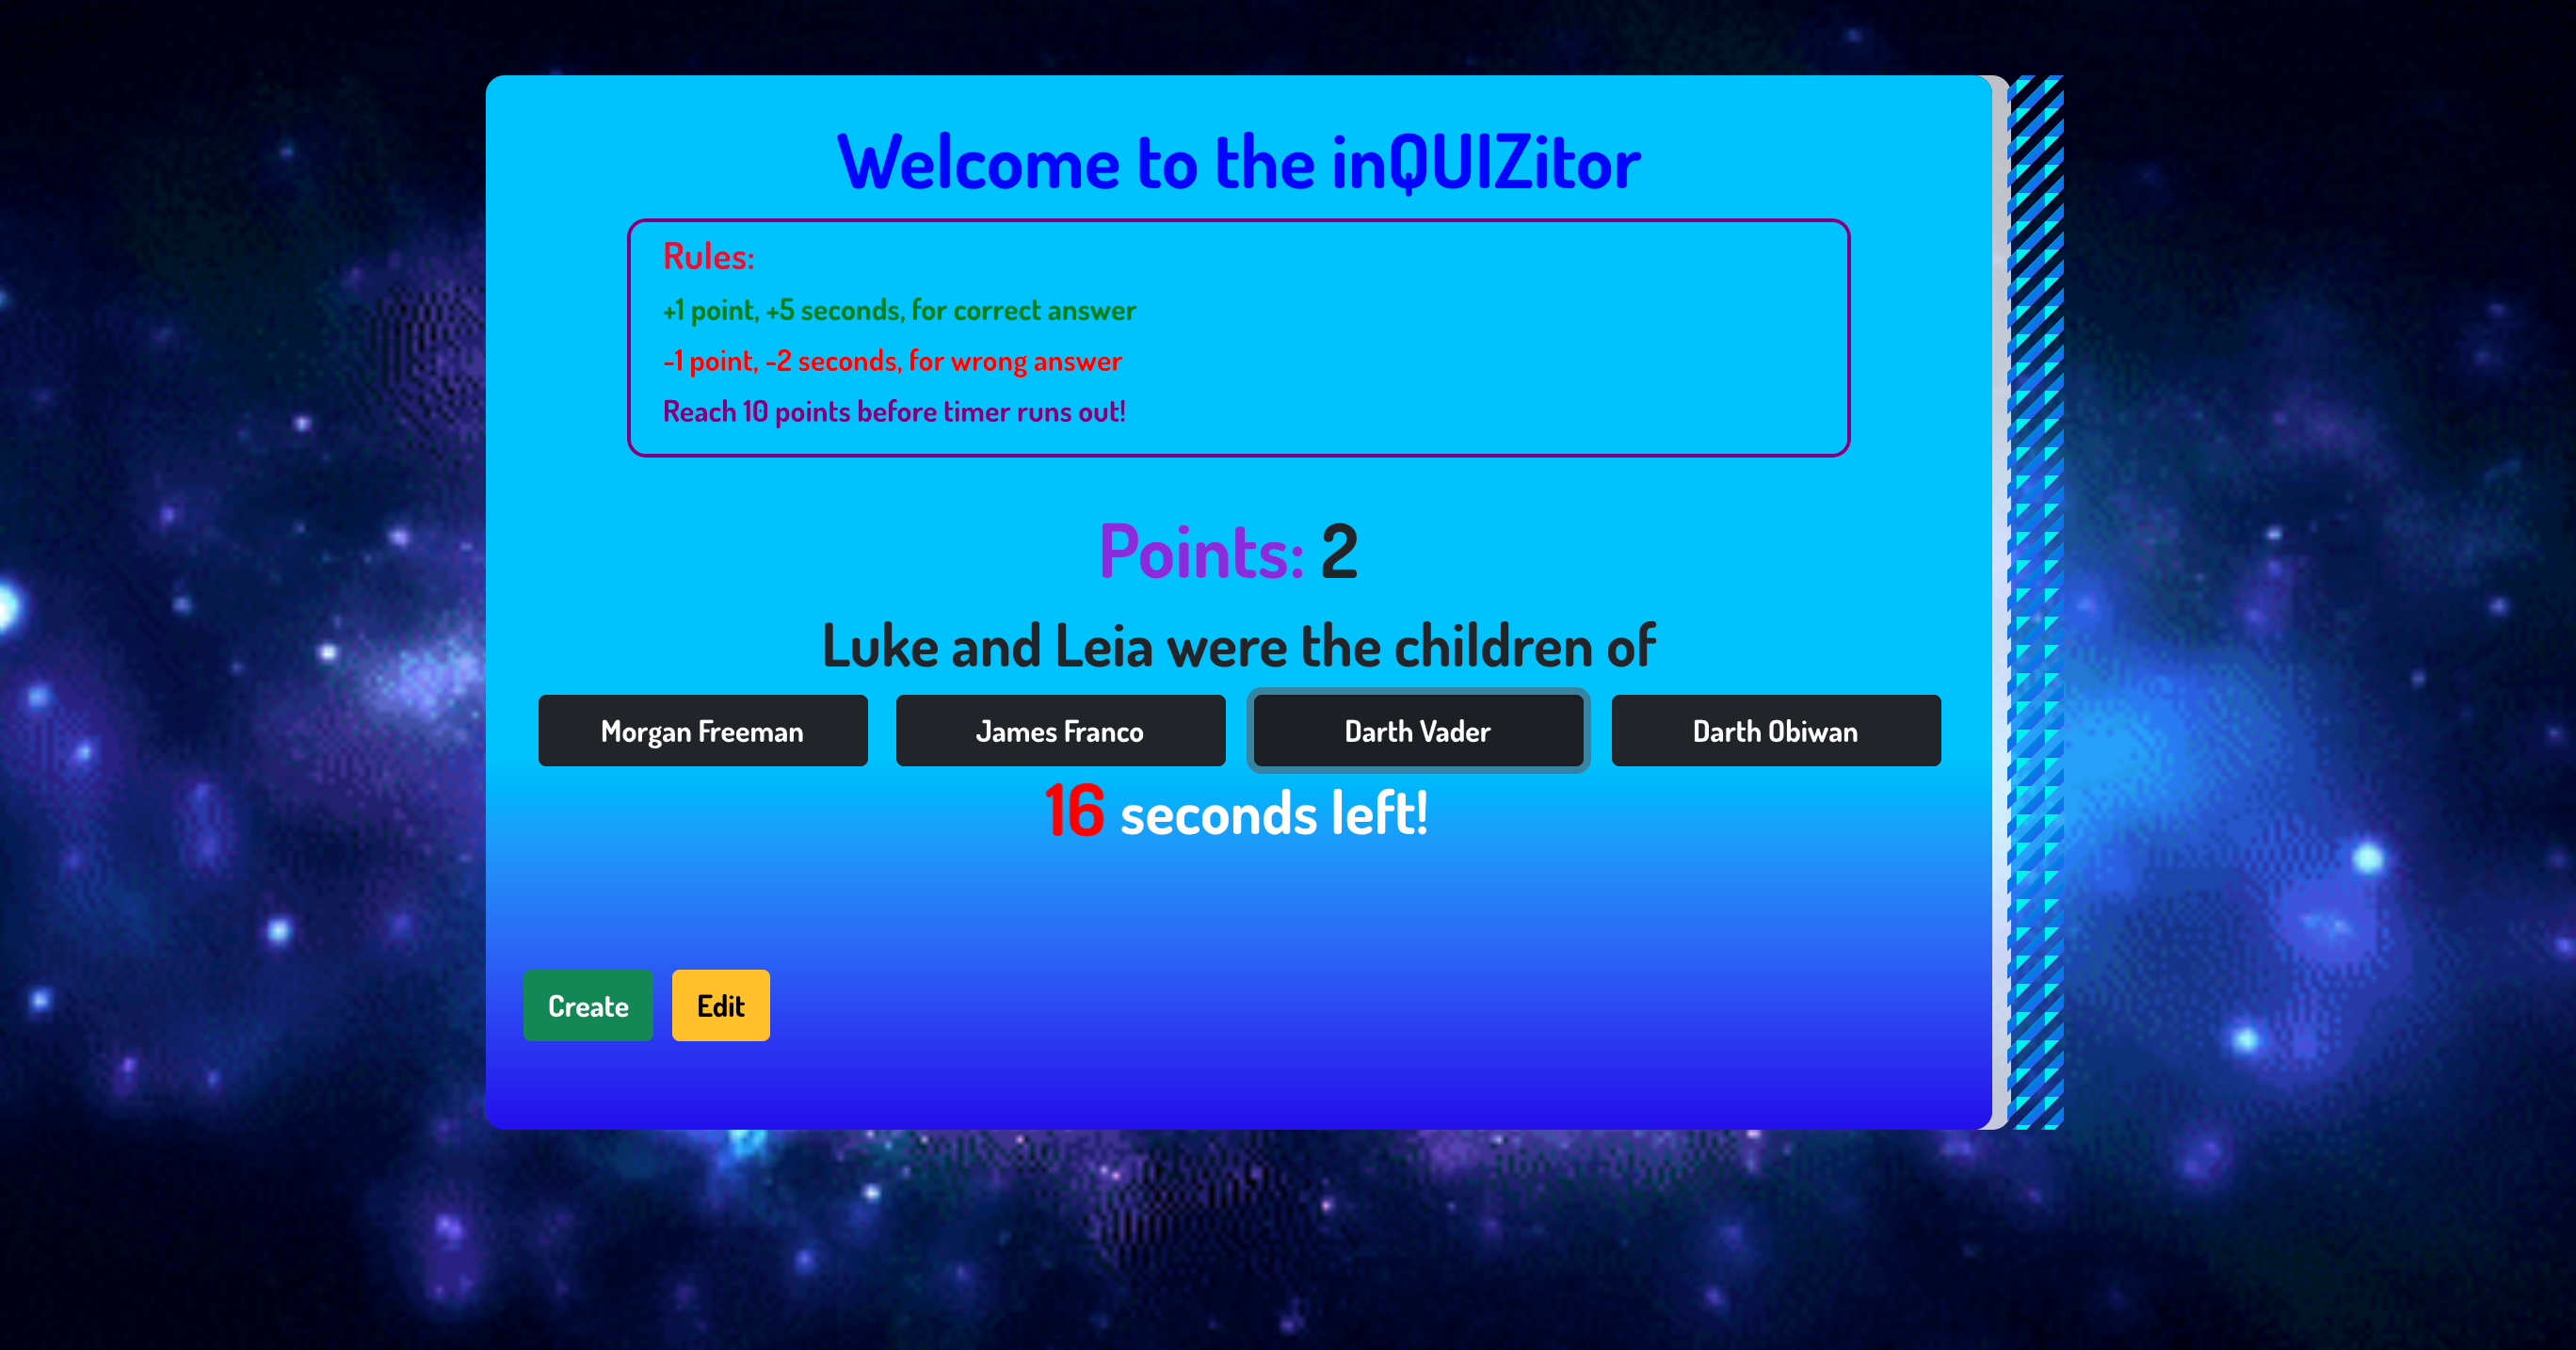 Welcome to the inQUIZitor
Rules:
+1 point, +5 seconds, for correct answer
-1 point, -2 seconds, for wrong answer
Reach 10 points before timer runs out!
Points: 2
Luke and Leia were the children of
Morgan Freeman James Franco Darth Vader Darth Obiwan
16 seconds left!
Create Edit